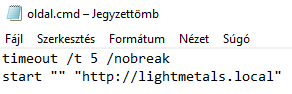 oldal.cmd – Jegyzettömb
Fájl Szerkesztés Formátum Nézet Súgó
timeout /t 5 /nobreak
start "" "http://lightmetals.local"